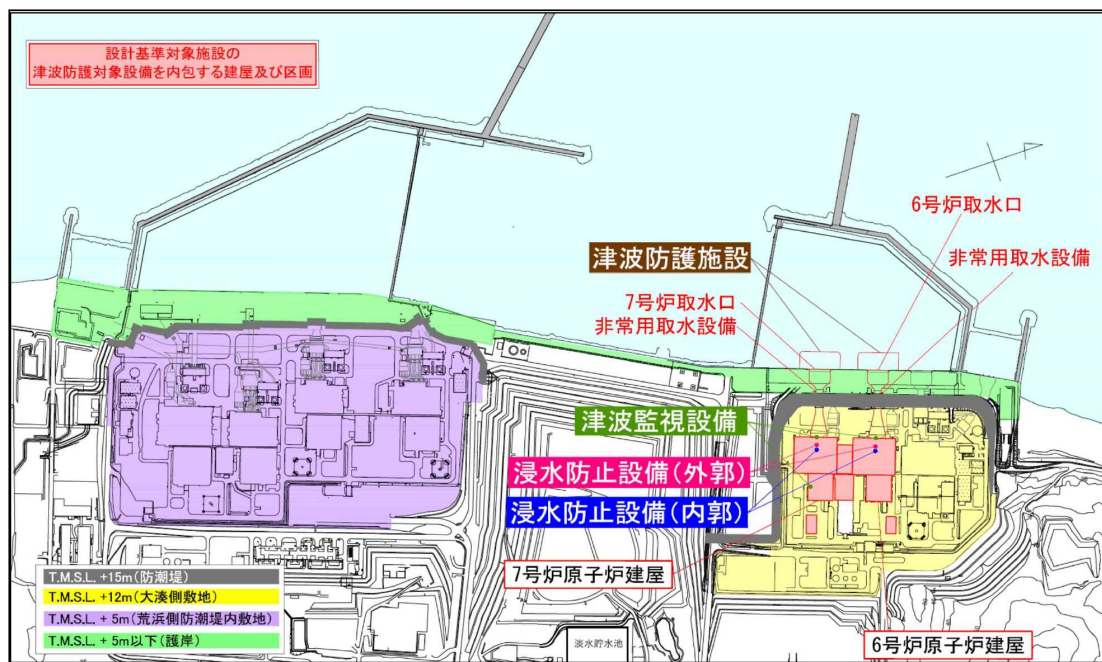 設計基準対象施設の
津波防護対象設備を内包する建屋及び区画
6号炉取水口
津波防護施設
非常用取水設備
7号炉取水口
非常用取水設備
津波監視設備
浸水防止設備(外郭)
浸水防止設備(内郭)
7号炉原子炉建屋
T.M.S.L. +15m(防潮堤)
T.M.S.L. +12m(大湊側敷地)
T.M.S.L. + 5m(荒浜側防潮堤内敷地)
T.M.S.L. + 5m以下(護岸)
淡水貯水池
6号炉原子炉建屋